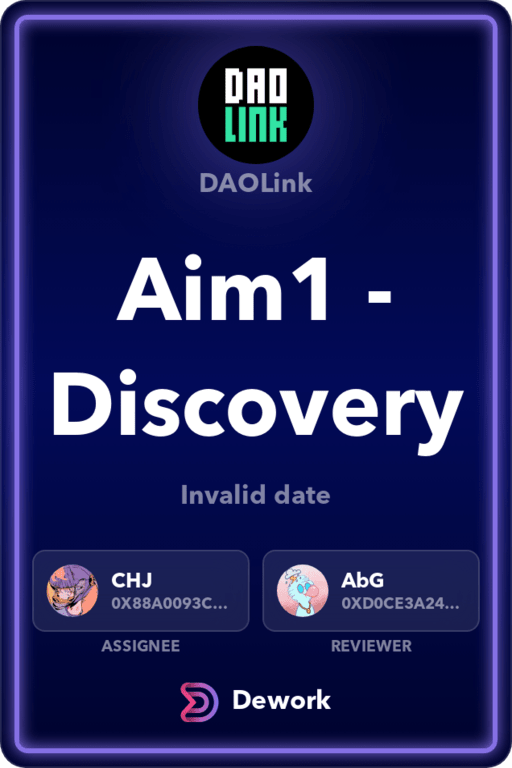 DAO
LINK
DAOLink
Aim1 -
Discovery
Invalid date
CHJ
0X88A0093C...
AbG
0XD0CE3A24...
ASSIGNEE
REVIEWER
Dework